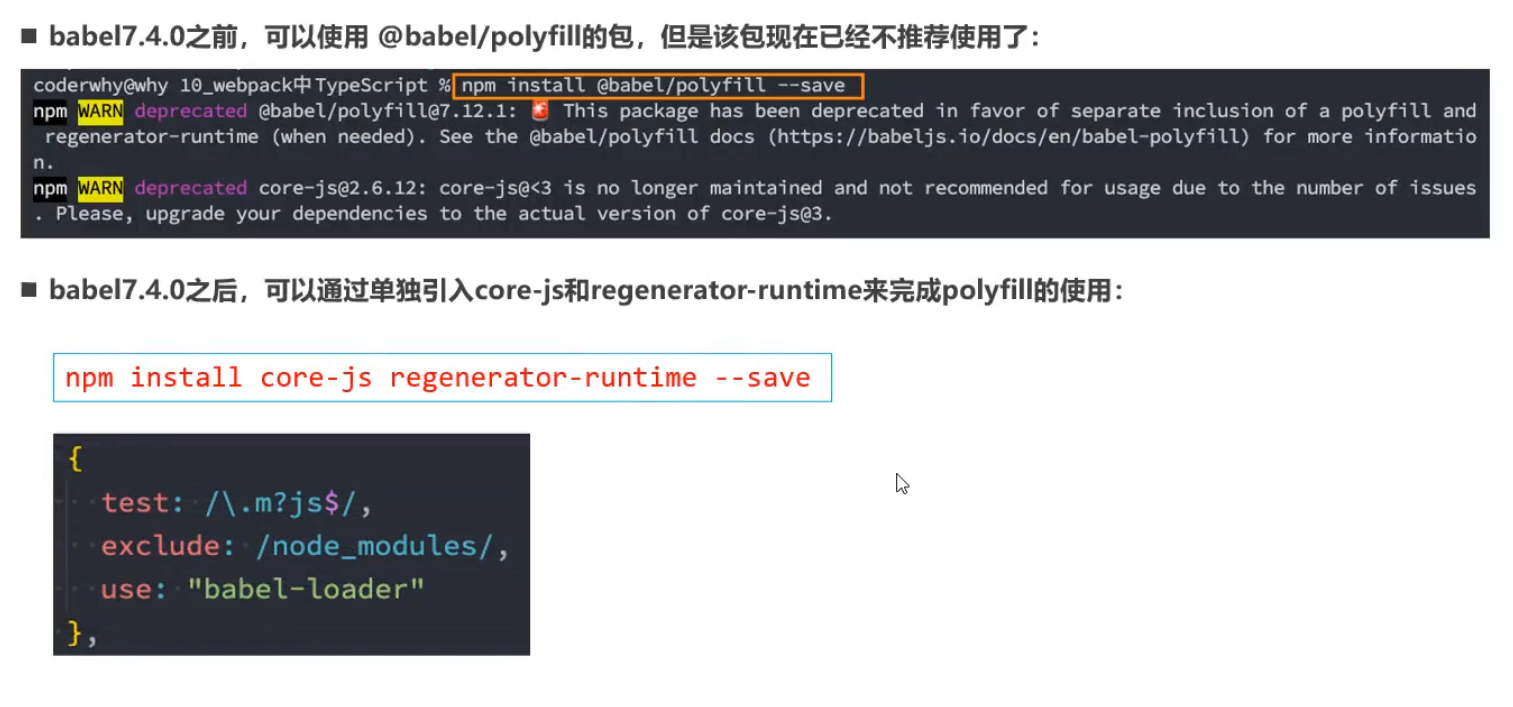 ■ babel7.4.0之前，可以使用 @babel/polyfill的包，但是该包现在已经不推荐使用了：
coderwhy@why 10_webpack中TypeScript % npm install @babel/polyfill --save
npm WARN deprecated @babel/polyfill@7.12.1: 🚨 This package has been deprecated in favor of separate inclusion of a polyfill and
regenerator-runtime (when needed). See the @babel/polyfill docs (https://babeljs.io/docs/en/babel-polyfill) for more informatio
n.
npm WARN deprecated core-js@2.6.12: core-js@<3 is no longer maintained and not recommended for usage due to the number of issues
. Please, upgrade your dependencies to the actual version of core-js@3.
■ babel7.4.0之后，可以通过单独引入core-js和regenerator-runtime来完成polyfill的使用：
npm install core-js regenerator-runtime --save
{
test: /\.m?js$/,
exclude: /node_modules/,
use: "babel-loader"
},